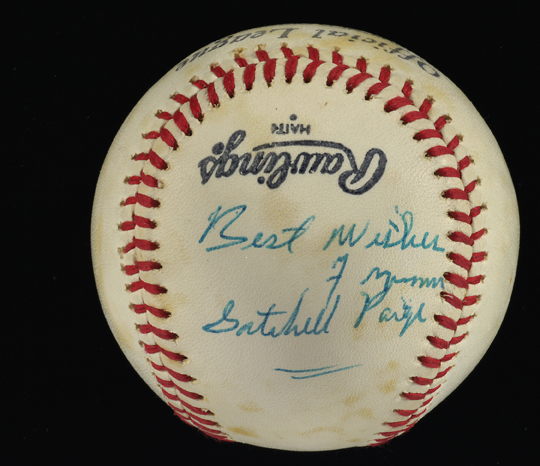 Official League
HAITI
Rawlings
Best Wishes
Satchell Paige